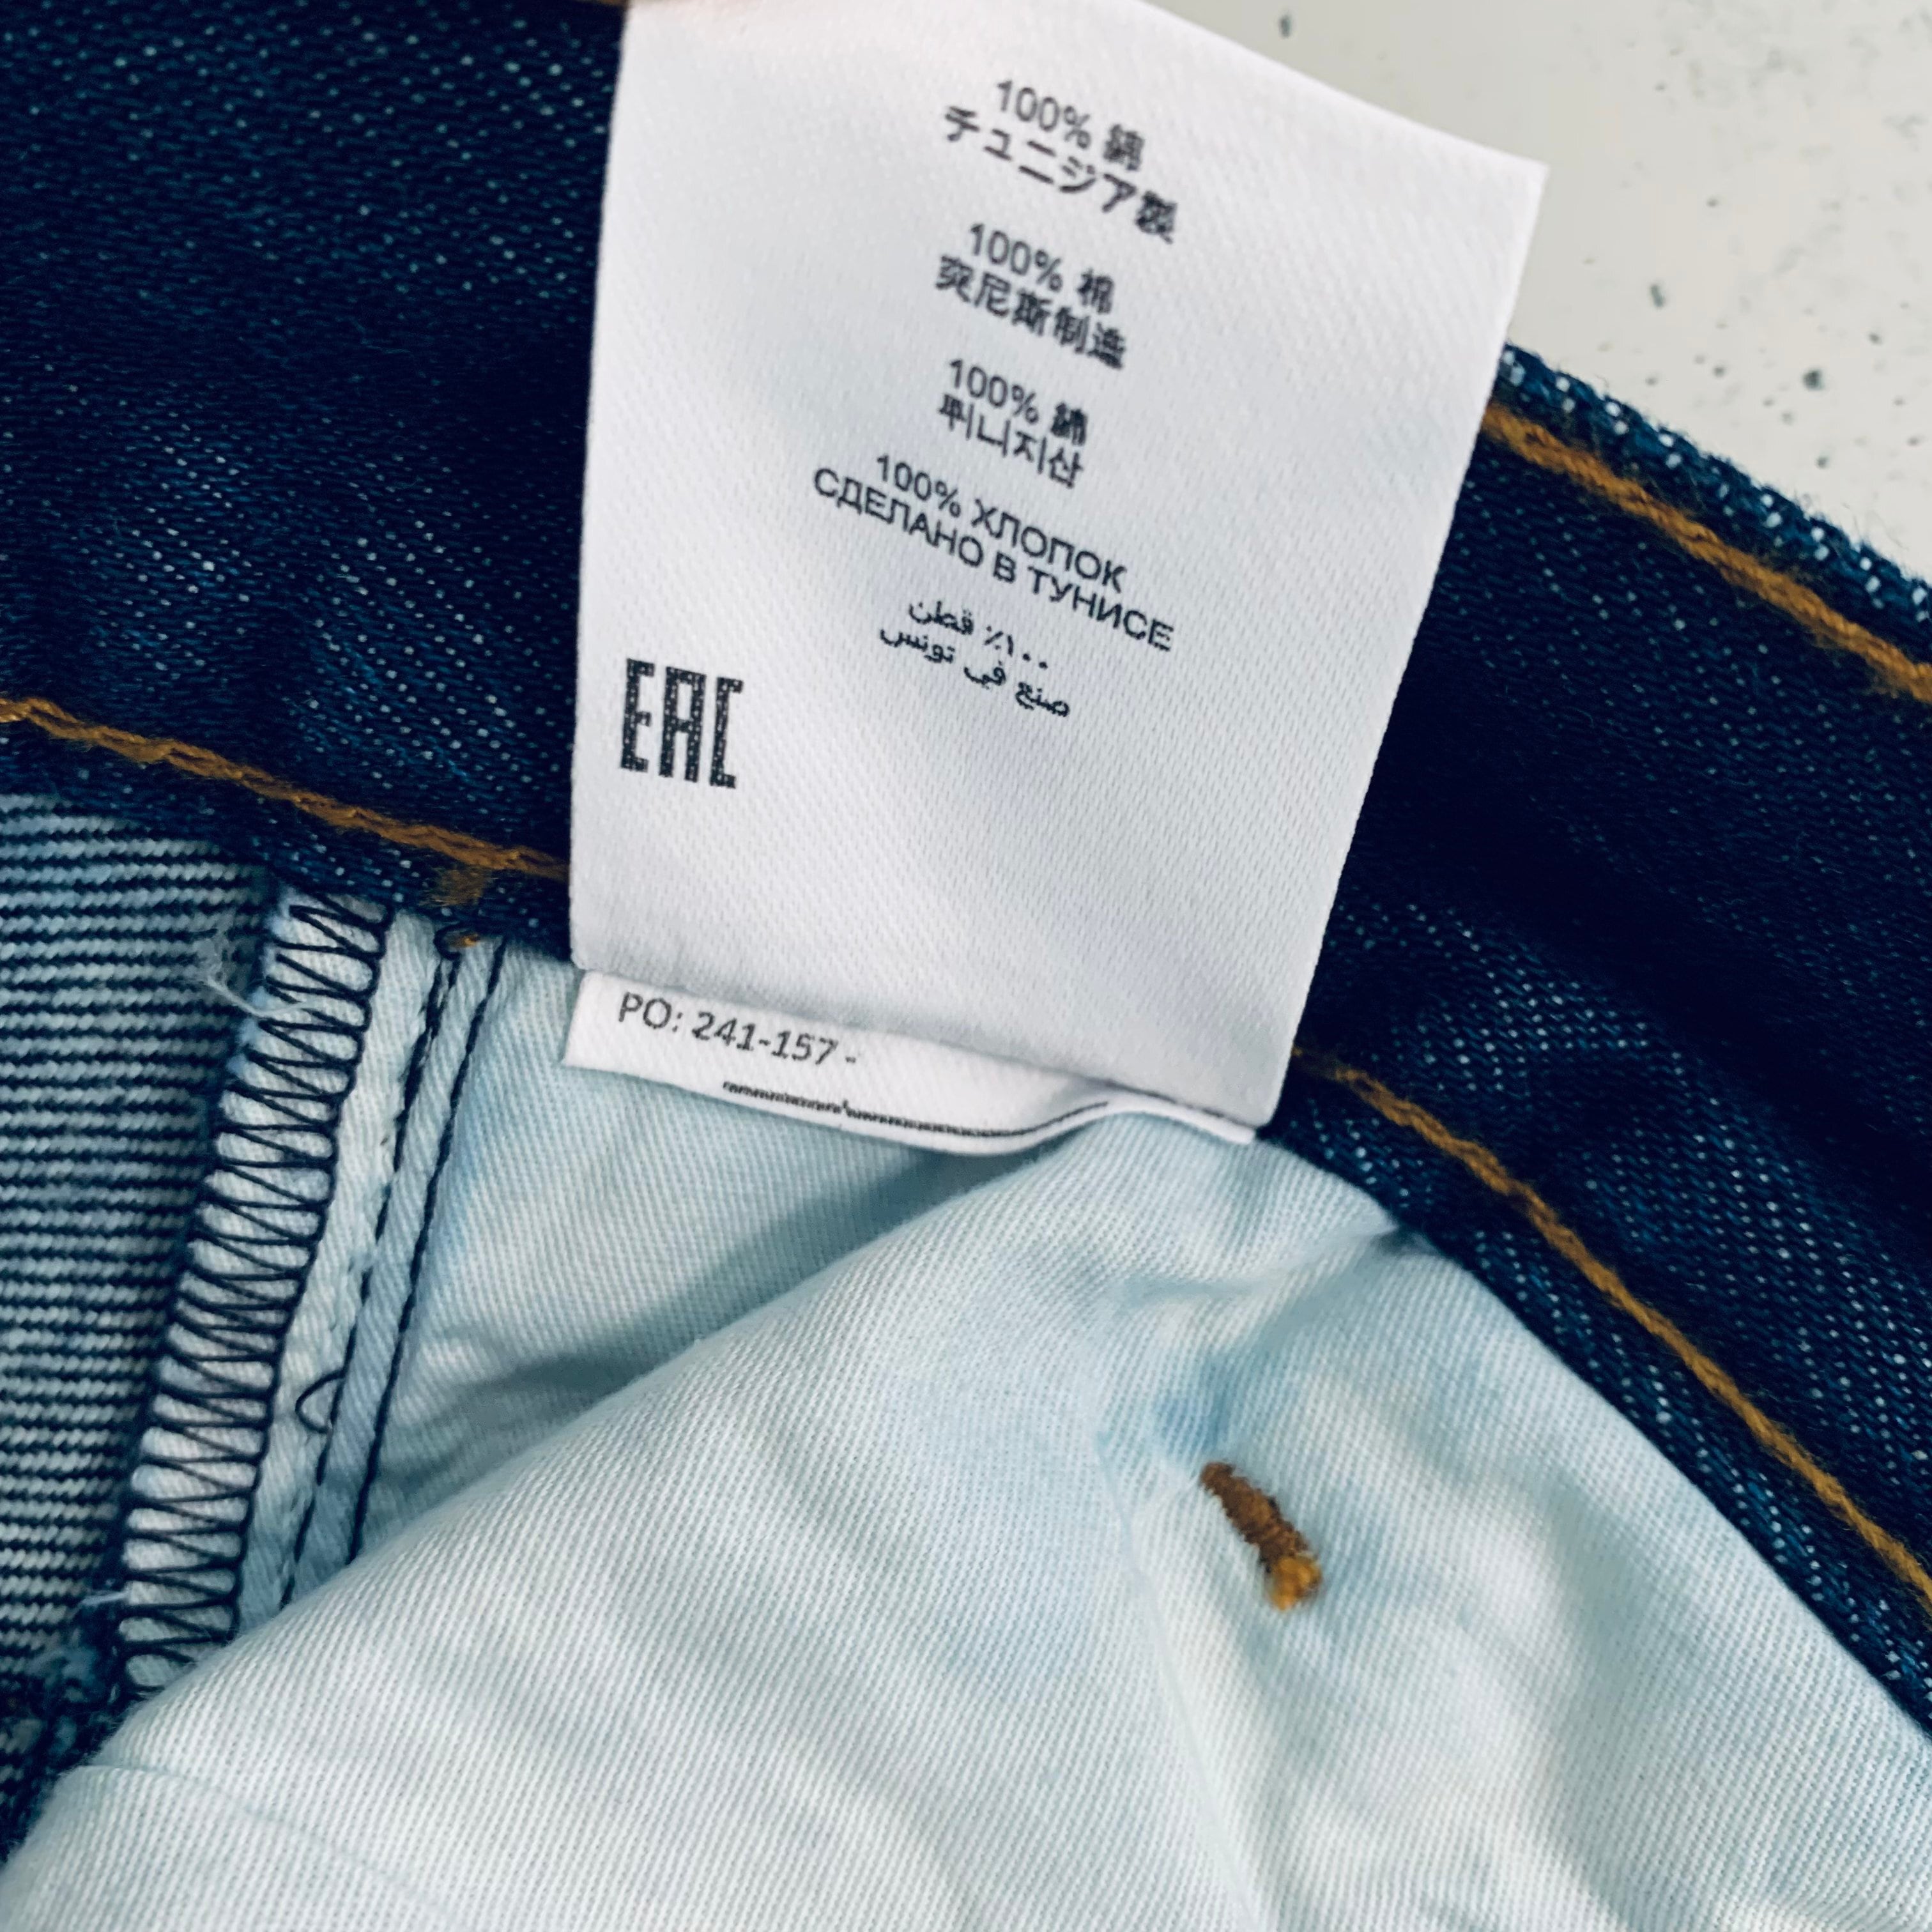 100% 綿
チュニジア製
100% 棉
突尼斯制造
100% 綿
튀니지산
100% ХЛОПОК
СДЕЛАНО В ТУНИСЕ
١٠٠٪ قطن
صنع في تونس
EAC
PO: 241-157 -